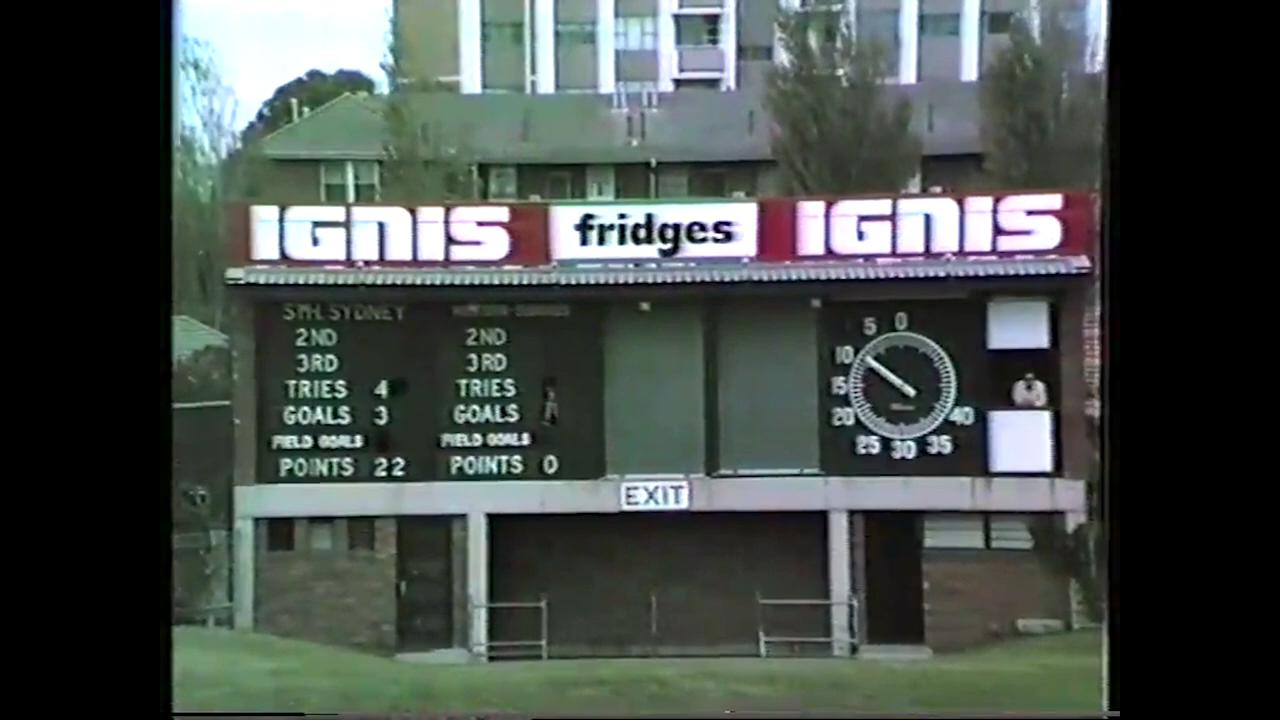 IGNIS fridges IGNIS
STH. SYDNEY
2ND 2ND
3RD 3RD
TRIES 4 TRIES
GOALS 3 GOALS
FIELD GOALS FIELD GOALS
POINTS 22 POINTS 0
5 0
10
15
20 40
25 30 35
EXIT